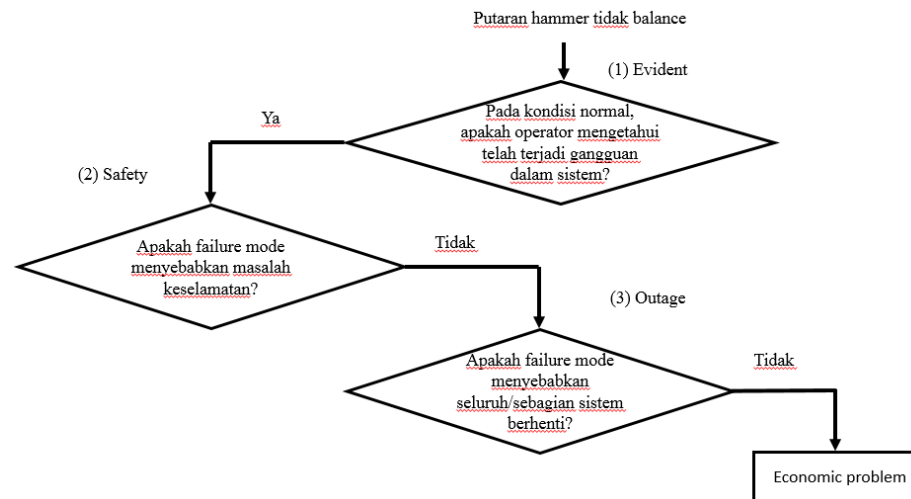 Putaran hammer tidak balance
(1) Evident
Pada kondisi normal,
apakah operator mengetahui
telah terjadi gangguan
dalam sistem?
Ya
(2) Safety
Apakah failure mode
menyebabkan masalah
keselamatan?
Tidak
(3) Outage
Apakah failure mode
menyebabkan
seluruh/sebagian sistem
berhenti?
Tidak
Economic problem